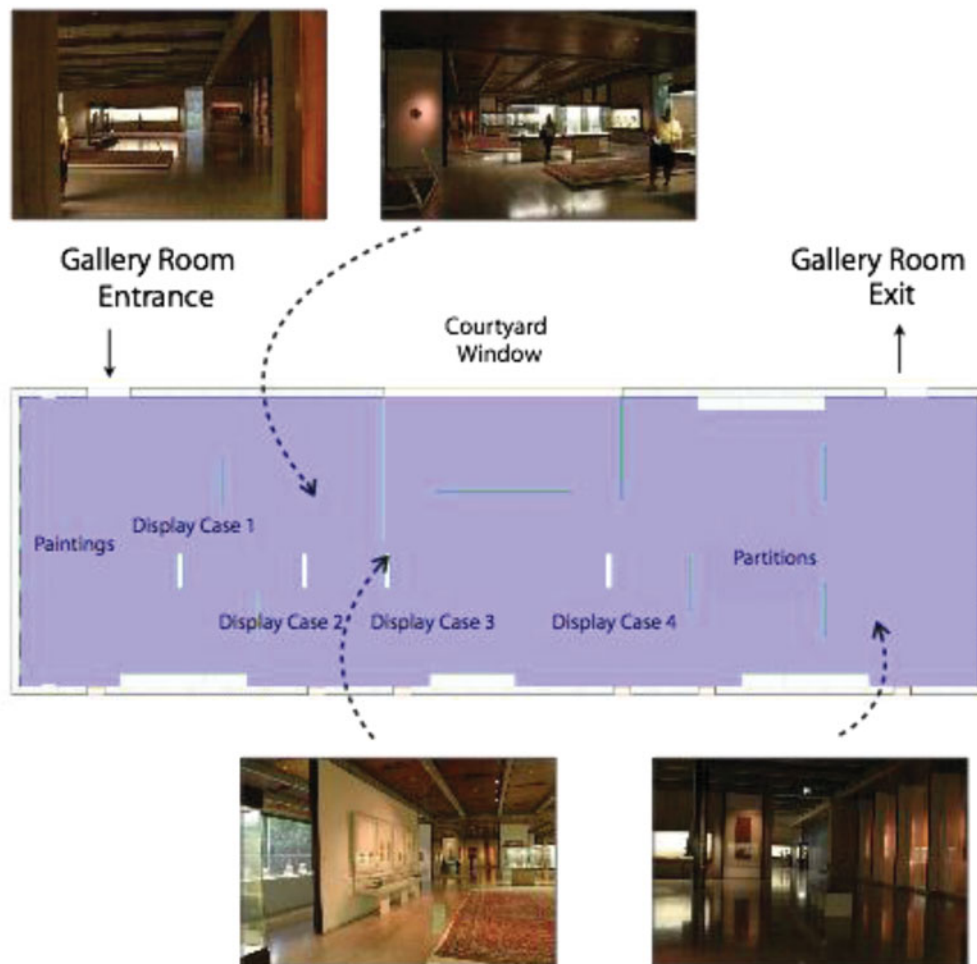 Gallery Room
Entrance
Gallery Room
Exit
Courtyard
Window
Display Case 1
Paintings
Partitions
Display Case 2
Display Case 3
Display Case 4